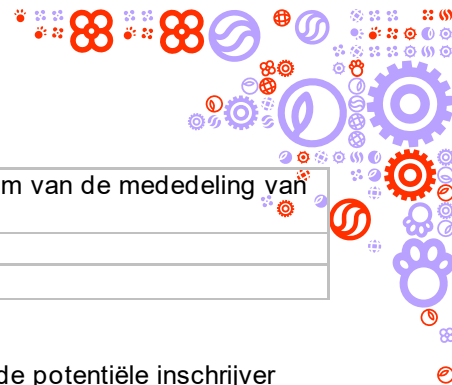 m van de mededeling van
de potentiële inschrijver